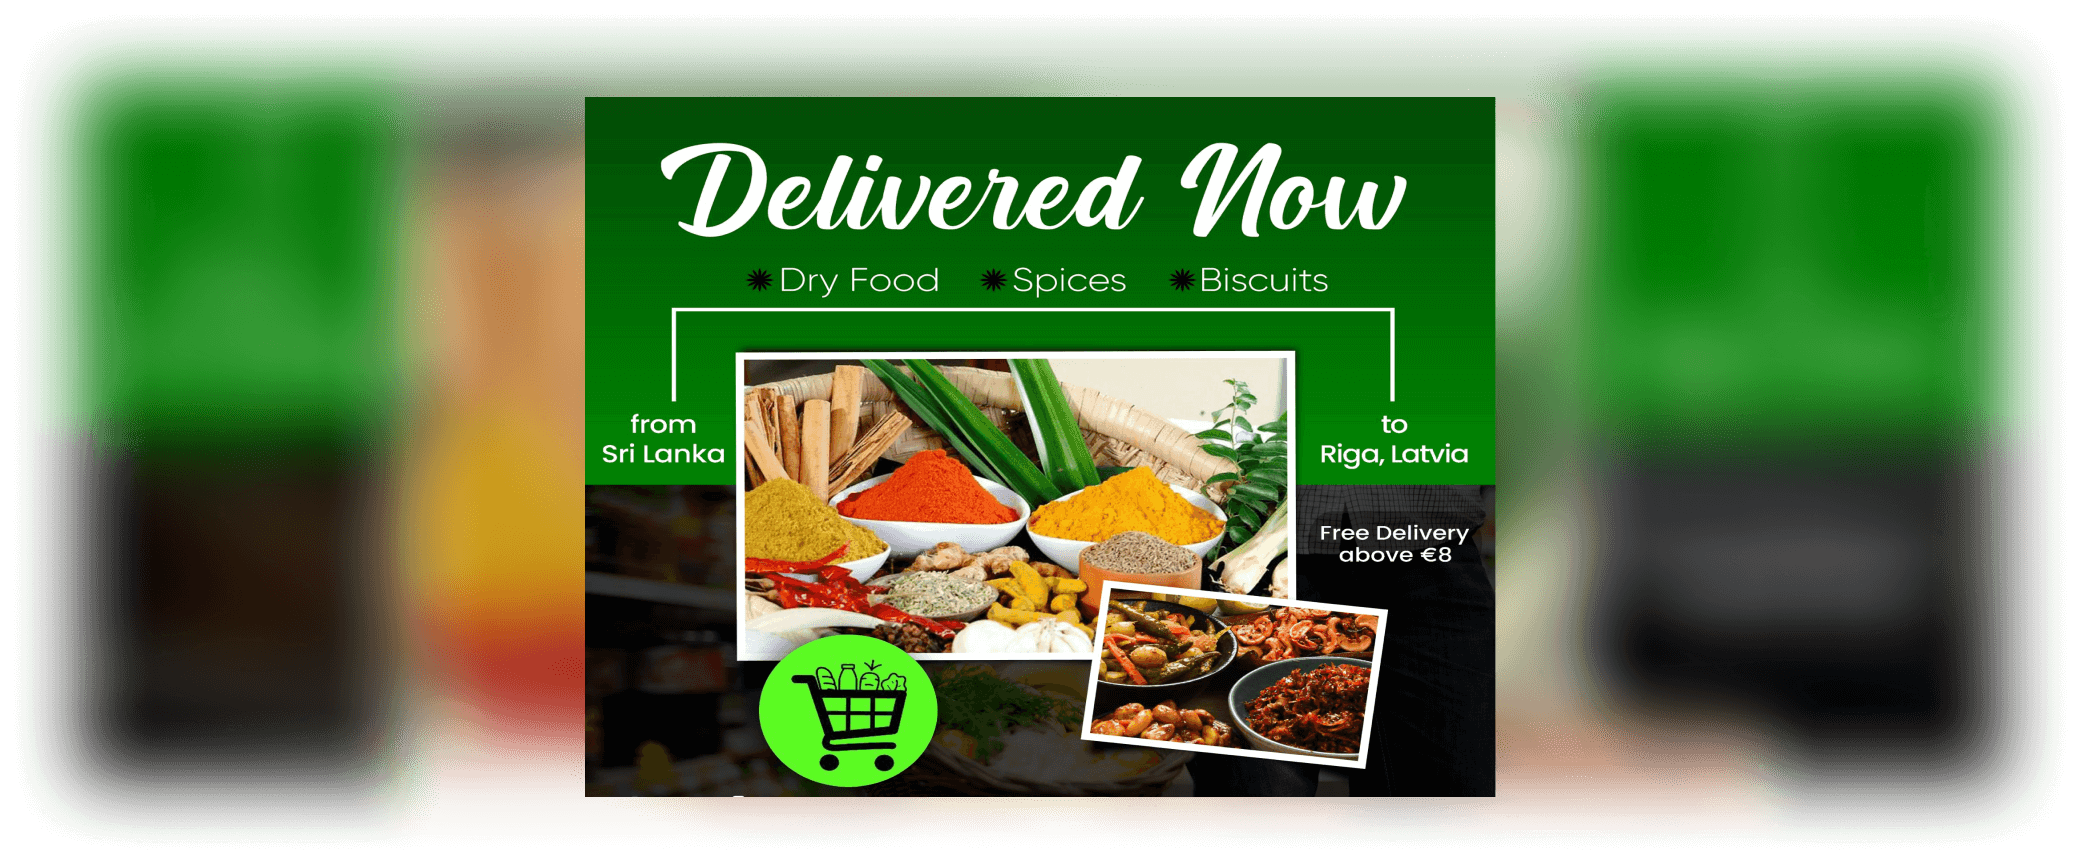 Delivered Now
Dry Food Spices Biscuits
from
Sri Lanka
to
Riga, Latvia
Free Delivery
above €8